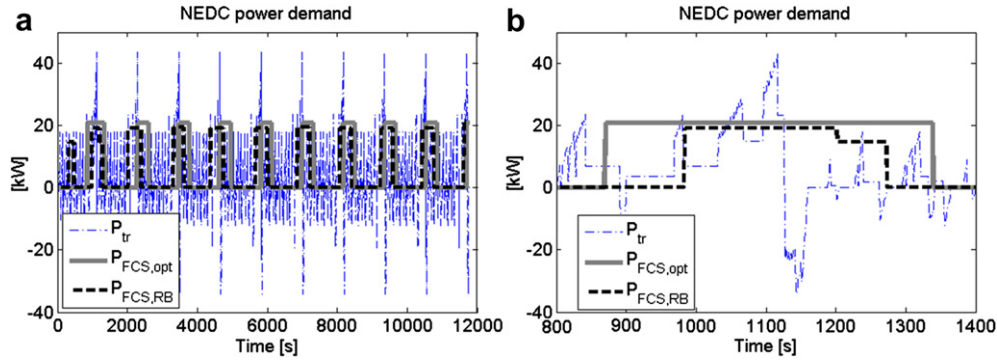 a
NEDC power demand
40
20
0
-20
-40
[kW]
P_tr
P_FCS,opt
P_FCS,RB
0 2000 4000 6000 8000 10000 12000
Time [s]
b
NEDC power demand
40
20
0
-20
-40
[kW]
P_tr
P_FCS,opt
P_FCS,RB
800 900 1000 1100 1200 1300 1400
Time [s]